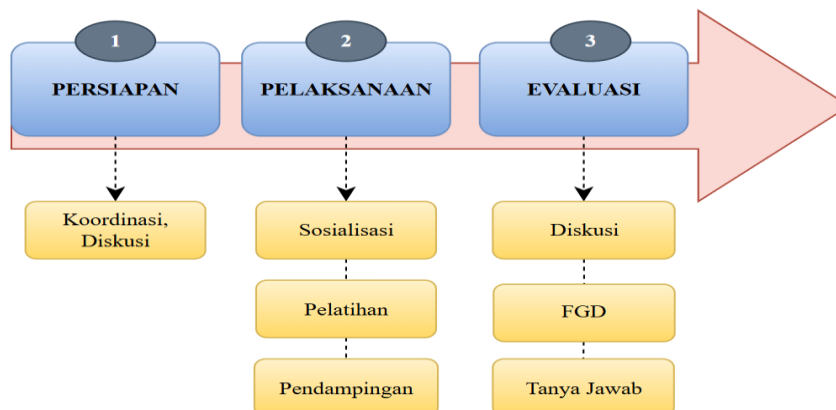 1
PERSIAPAN
Koordinasi,
Diskusi
2
PELAKSANAAN
Sosialisasi
Pelatihan
Pendampingan
3
EVALUASI
Diskusi
FGD
Tanya Jawab